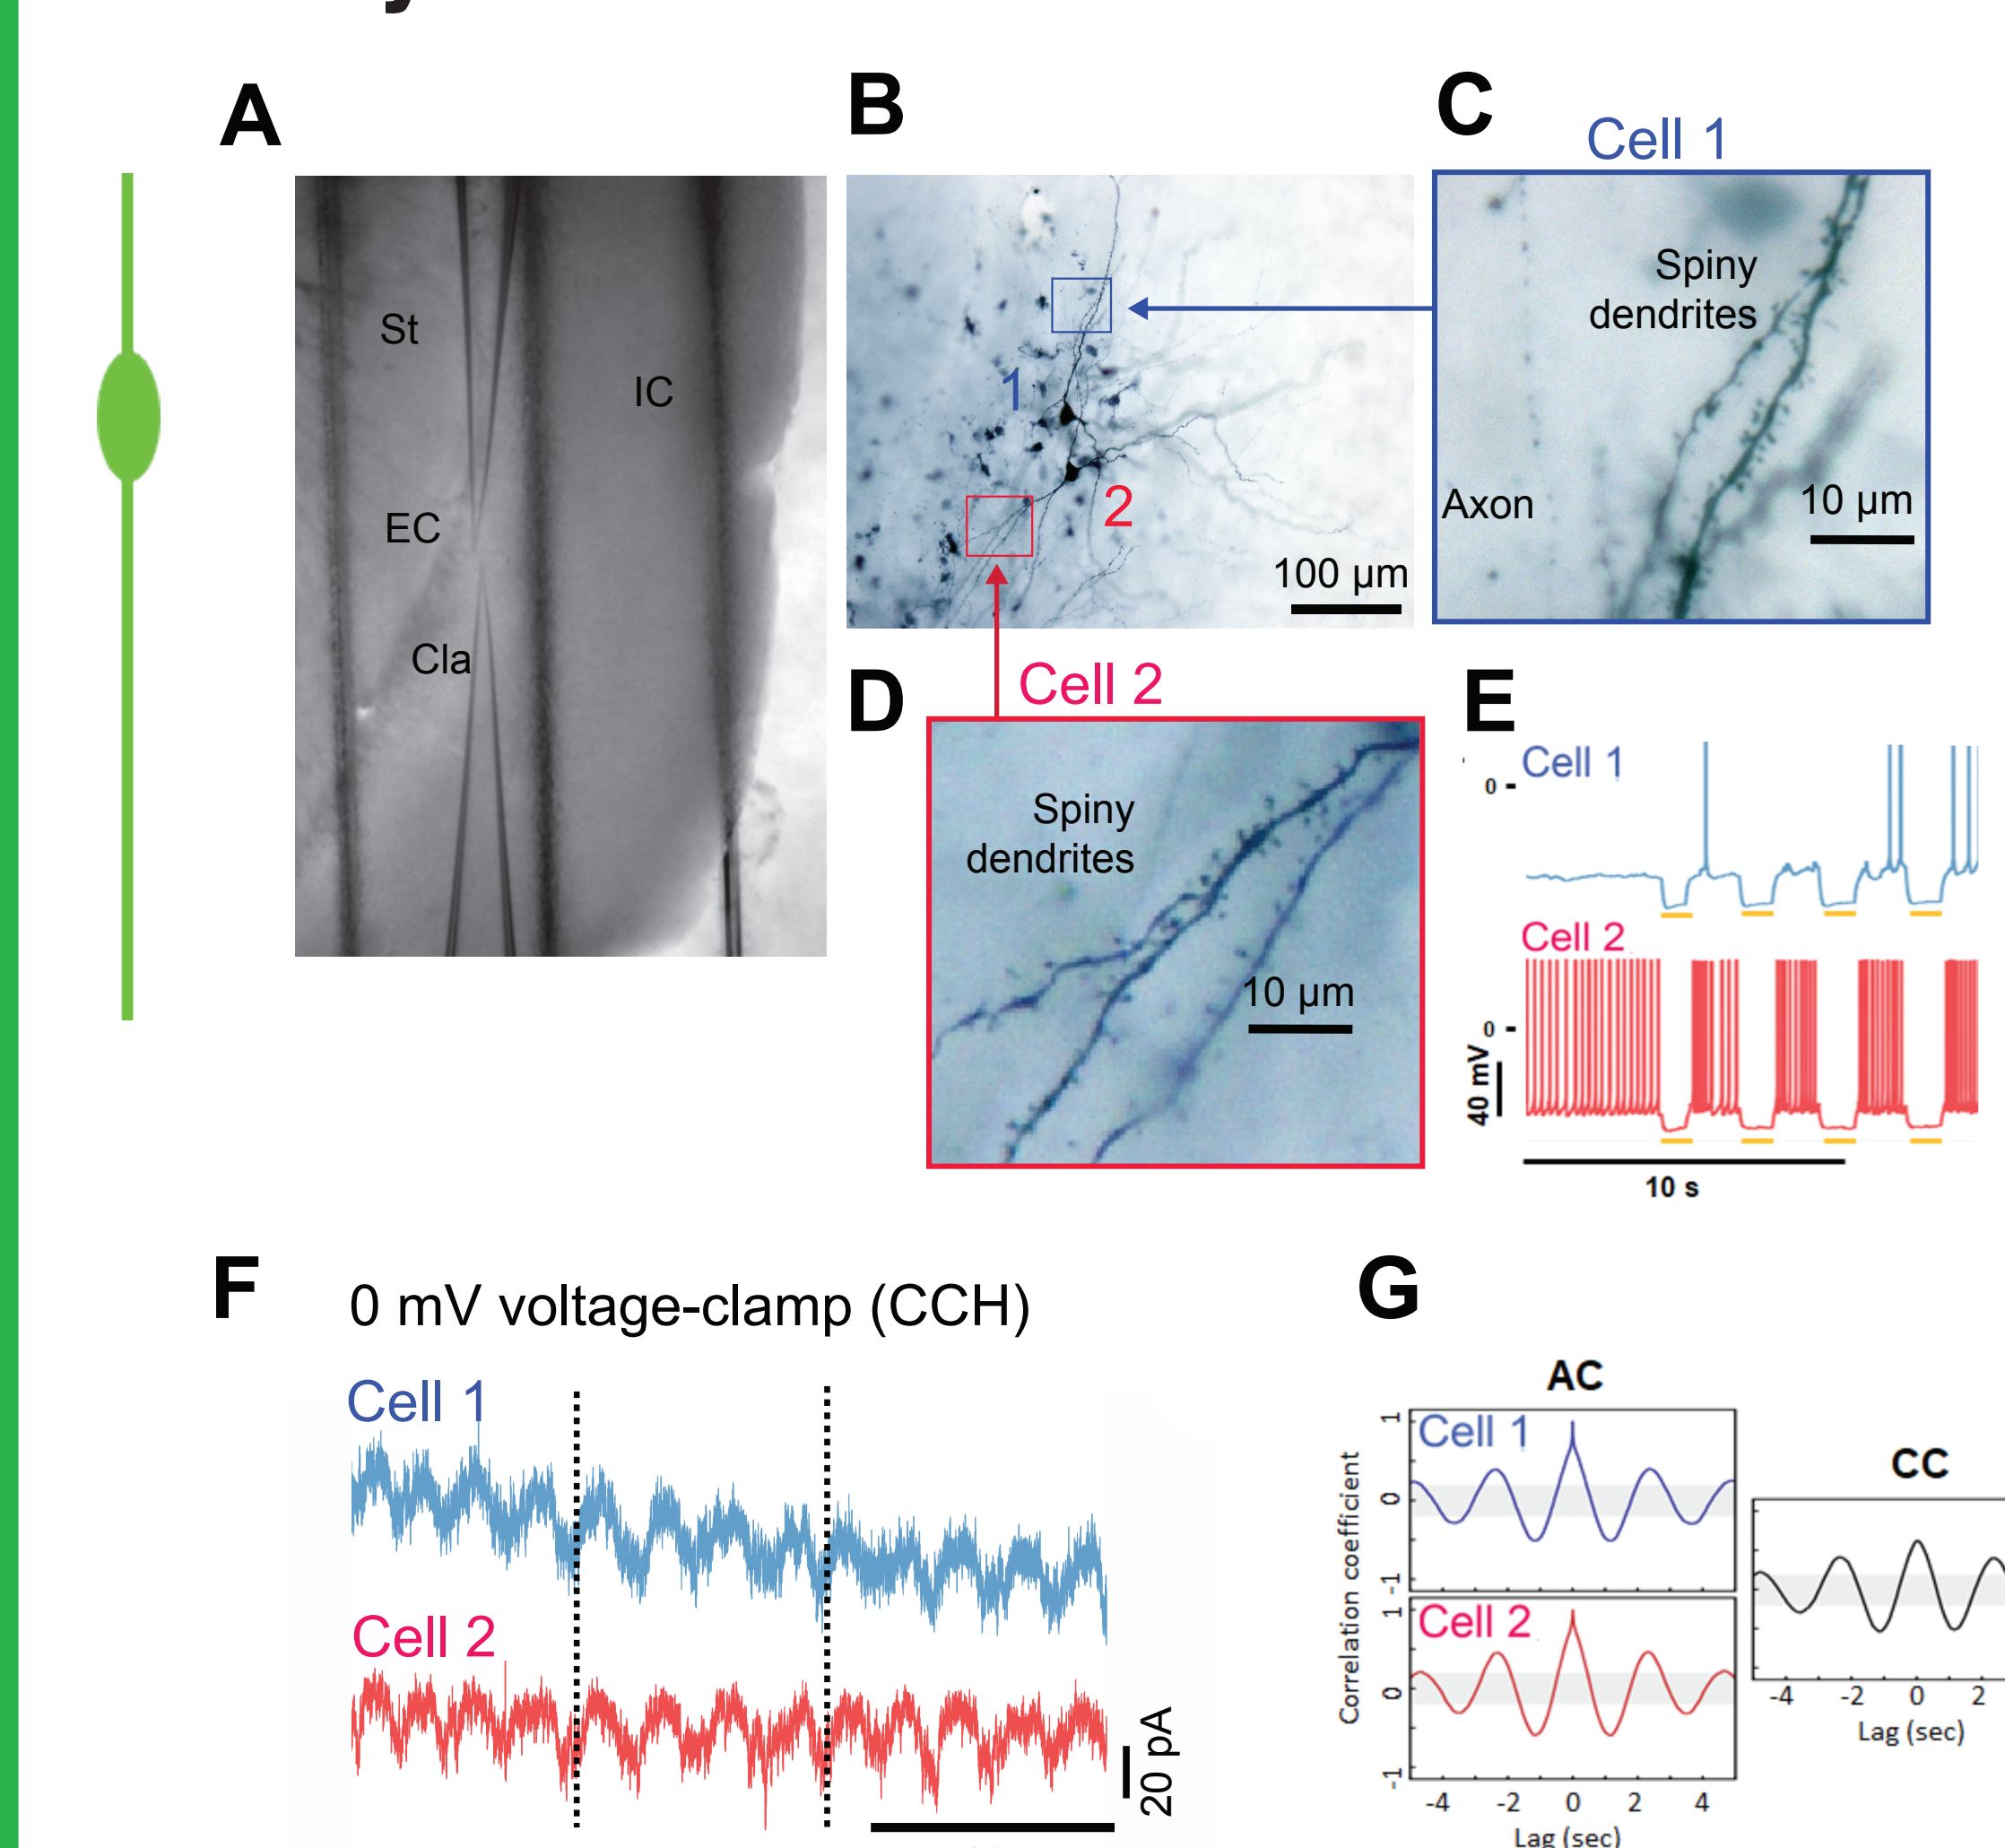 A
St
IC
EC
Cla
B
1
2
100 µm
C
Cell 1
Spiny
dendrites
Axon
10 µm
D
Cell 2
Spiny
dendrites
10 µm
E
Cell 1
0
Cell 2
0
40 mV
10 s
F
0 mV voltage-clamp (CCH)
Cell 1
Cell 2
20 pA
G
AC
Cell 1
1
0
-1
Cell 2
1
0
-1
Correlation coefficient
-4 -2 0 2 4
Lag (sec)
CC
-4 -2 0 2
Lag (sec)